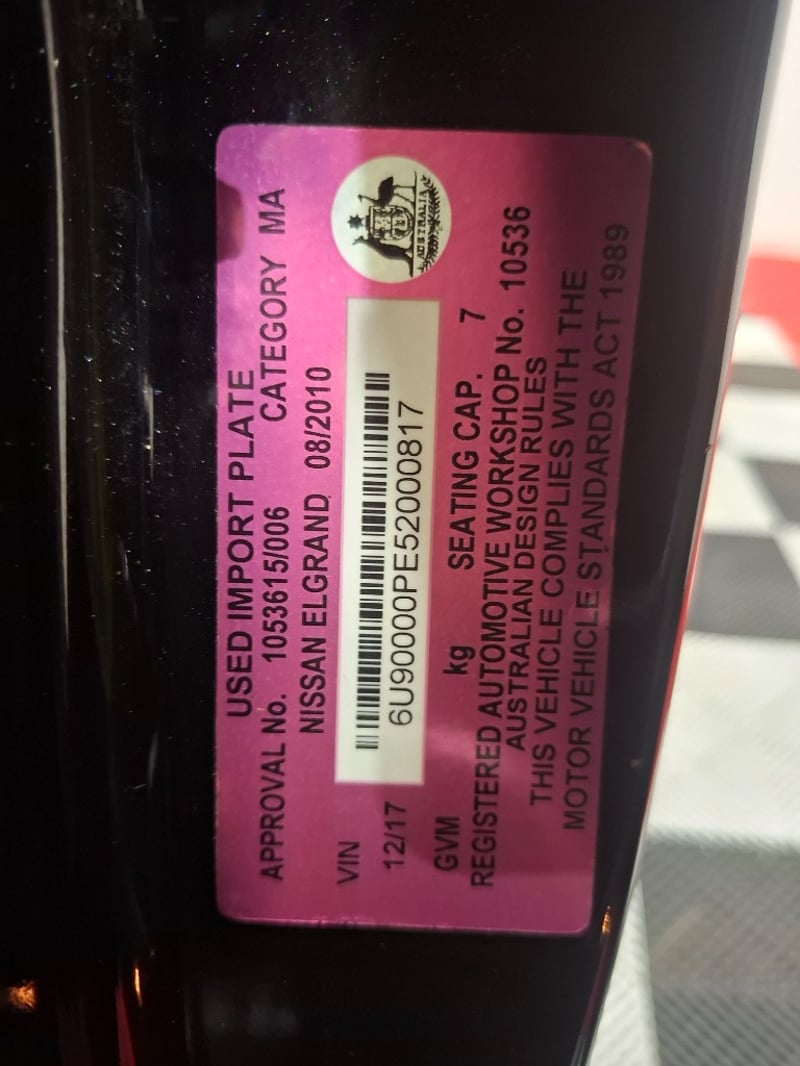 USED IMPORT PLATE
APPROVAL No. 1053615/006 CATEGORY MA
NISSAN ELGRAND 08/2010
AUSTRALIA
VIN
12/17
6U90000PE52000817
GVM kg SEATING CAP. 7
REGISTERED AUTOMOTIVE WORKSHOP No. 10536
AUSTRALIAN DESIGN RULES
THIS VEHICLE COMPLIES WITH THE
MOTOR VEHICLE STANDARDS ACT 1989